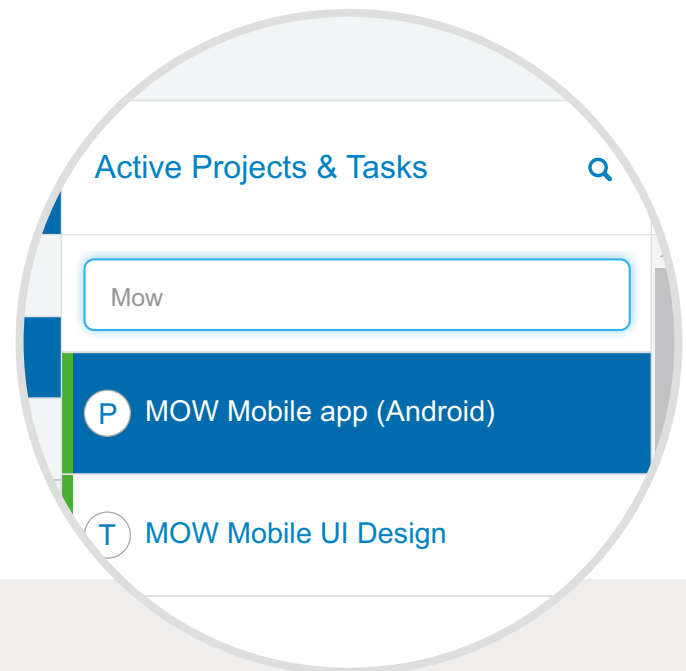 Active Projects & Tasks
Mow
P MOW Mobile app (Android)
T MOW Mobile UI Design